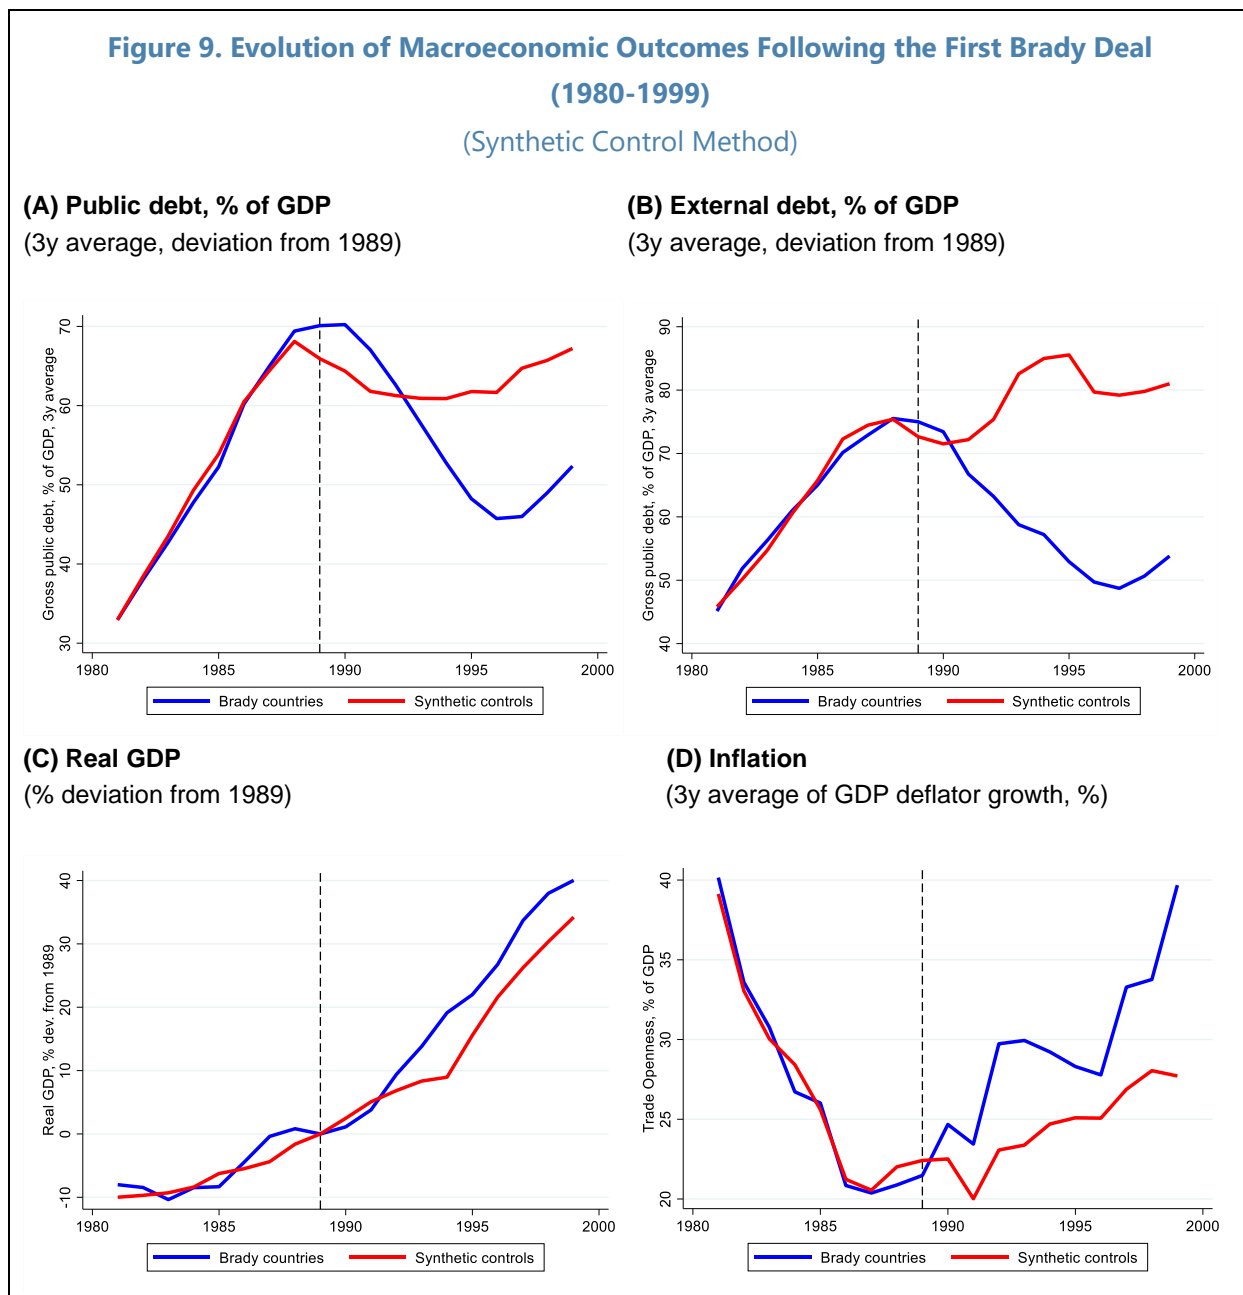 Figure 9. Evolution of Macroeconomic Outcomes Following the First Brady Deal
(1980-1999)
(Synthetic Control Method)
(A) Public debt, % of GDP
(3y average, deviation from 1989)
Gross public debt, % of GDP, 3y average
70
60
50
40
30
1980
1985
1990
1995
2000
Brady countries
Synthetic controls
(B) External debt, % of GDP
(3y average, deviation from 1989)
Gross public debt, % of GDP, 3y average
90
80
70
60
50
40
1980
1985
1990
1995
2000
Brady countries
Synthetic controls
(C) Real GDP
(% deviation from 1989)
Real GDP, % dev. from 1989
40
30
20
10
0
-10
1980
1985
1990
1995
2000
Brady countries
Synthetic controls
(D) Inflation
(3y average of GDP deflator growth, %)
Trade Openness, % of GDP
40
35
30
25
20
1980
1985
1990
1995
2000
Brady countries
Synthetic controls